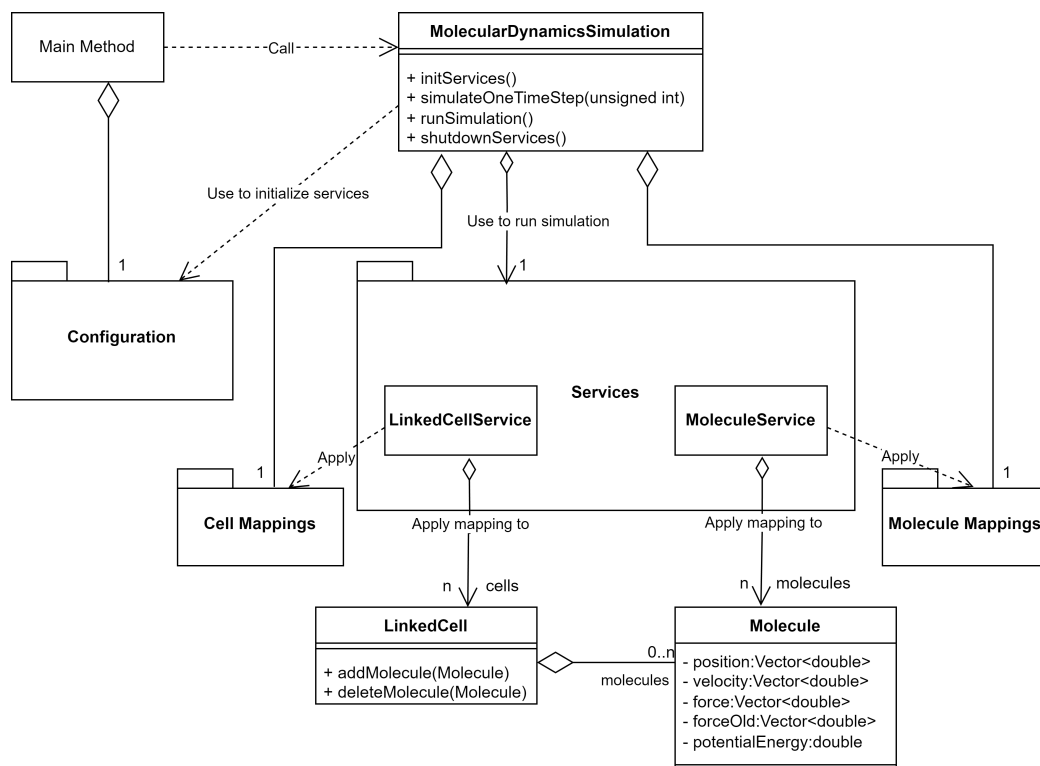 Main Method
Call
MolecularDynamicsSimulation
+ initServices()
+ simulateOneTimeStep(unsigned int)
+ runSimulation()
+ shutdownServices()
Use to initialize services
Use to run simulation
1
1
Configuration
Services
LinkedCellService
MoleculeService
Apply
Apply
1
1
Cell Mappings
Molecule Mappings
Apply mapping to
Apply mapping to
n cells
n molecules
LinkedCell
+ addMolecule(Molecule)
+ deleteMolecule(Molecule)
0..n
molecules
Molecule
- position:Vector<double>
- velocity:Vector<double>
- force:Vector<double>
- forceOld:Vector<double>
- potentialEnergy:double